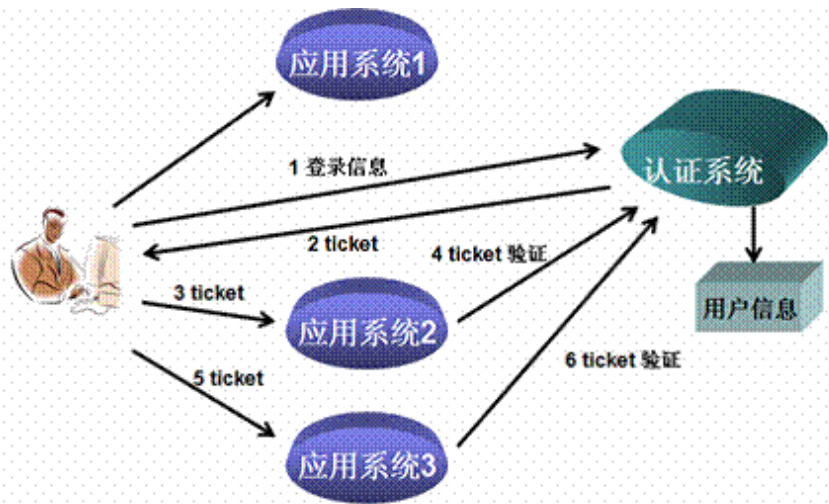 应用系统1
1 登录信息
认证系统
2 ticket
4 ticket 验证
3 ticket
应用系统2
用户信息
5 ticket
6 ticket 验证
应用系统3